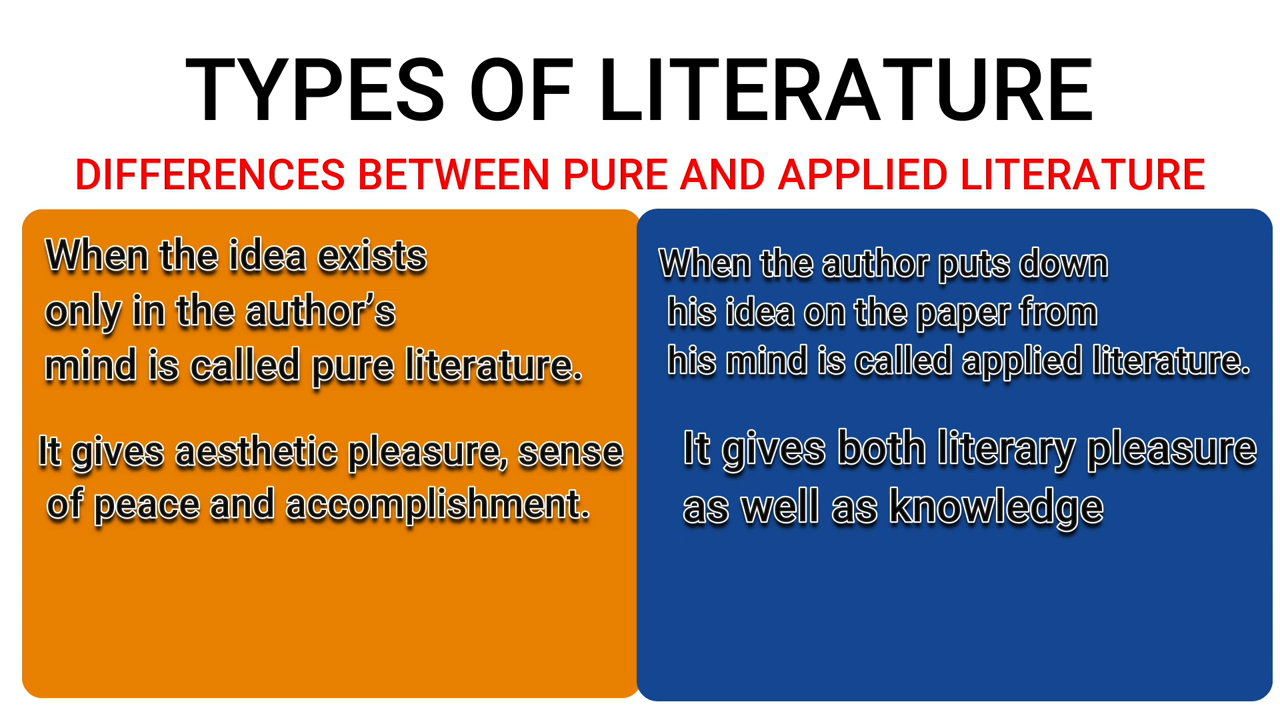 TYPES OF LITERATURE
DIFFERENCES BETWEEN PURE AND APPLIED LITERATURE
When the idea exists
only in the author’s
mind is called pure literature.
It gives aesthetic pleasure, sense
of peace and accomplishment.
When the author puts down
his idea on the paper from
his mind is called applied literature.
It gives both literary pleasure
as well as knowledge